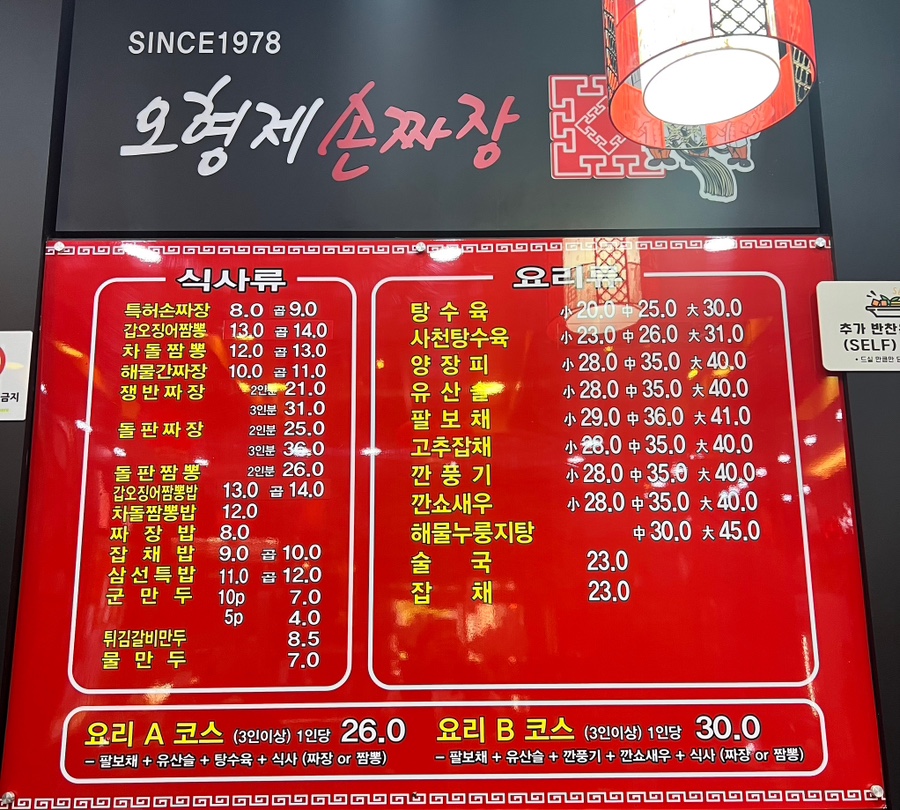 SINCE1978
오형제 손짜장
식사류
특허손짜장 8.0 곱 9.0
갑오징어짬뽕 13.0 곱 14.0
차돌짬뽕 12.0 곱 13.0
해물간짜장 10.0 곱 11.0
쟁반짜장 2인분 21.0
3인분 31.0
돌판짜장 2인분 25.0
3인분 36.0
돌판짬뽕 2인분 26.0
갑오징어짬뽕밥 13.0 곱 14.0
차돌짬뽕밥 12.0
짜장밥 8.0
잡채밥 9.0 곱 10.0
삼선특밥 11.0 곱 12.0
군만두 10p 7.0
5p 4.0
튀김갈비만두 8.5
물만두 7.0
요리류
탕수육 小 20.0 中 25.0 大 30.0
사천탕수육 小 23.0 中 26.0 大 31.0
양장피 小 28.0 中 35.0 大 40.0
유산슬 小 28.0 中 35.0 大 40.0
팔보채 小 29.0 中 36.0 大 41.0
고추잡채 小 28.0 中 35.0 大 40.0
깐풍기 小 28.0 中 35.0 大 40.0
깐쇼새우 小 28.0 中 35.0 大 40.0
해물누룽지탕 中 30.0 大 45.0
술국 23.0
잡채 23.0
요리 A 코스 (3인이상) 1인당 26.0
– 팔보채 + 유산슬 + 탕수육 + 식사 (짜장 or 짬뽕)
요리 B 코스 (3인이상) 1인당 30.0
– 팔보채 + 유산슬 + 깐풍기 + 깐쇼새우 + 식사 (짜장 or 짬뽕)
금지
추가 반찬
(SELF)